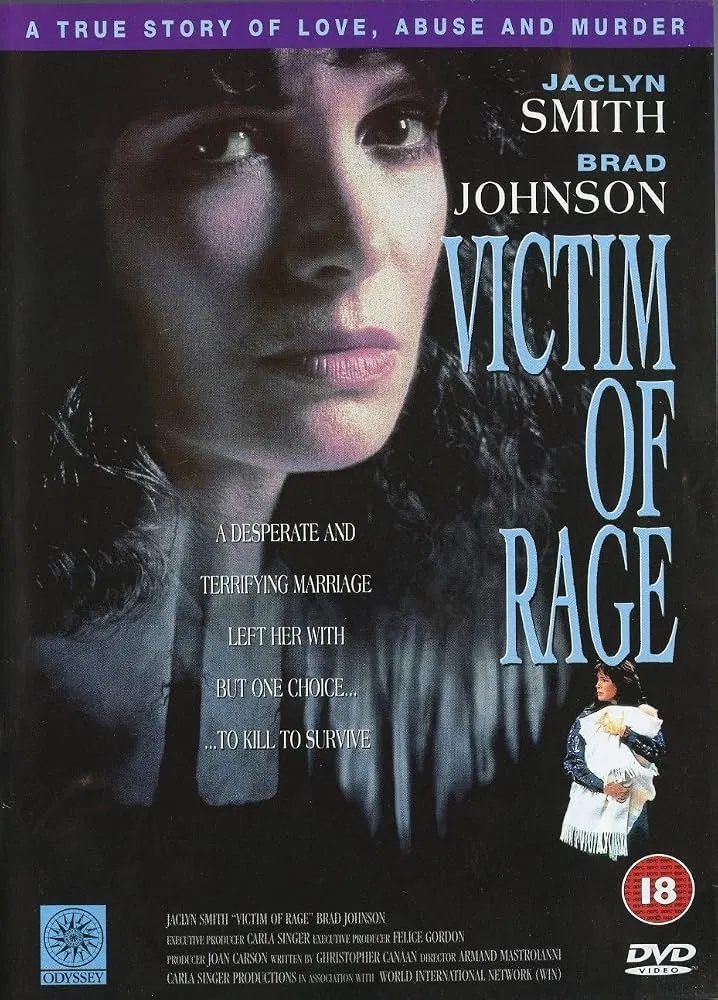 A TRUE STORY OF LOVE, ABUSE AND MURDER
JACLYN
SMITH
BRAD
JOHNSON
VICTIM
OF
RAGE
A DESPERATE AND
TERRIFYING MARRIAGE
LEFT HER WITH
BUT ONE CHOICE...
...TO KILL TO SURVIVE
18
JACLYN SMITH "VICTIM OF RAGE" BRAD JOHNSON
EXECUTIVE PRODUCER CARLA SINGER EXECUTIVE PRODUCER FELICE GORDON
PRODUCER JOAN CARSON WRITTEN BY GHRISTOPHER CANAAN DIRECTOR ARMAND MASTROIANNI
CARLA SINGER PRODUCTIONS IN ASSOCIATION WITH WORLD INTERNATIONAL NETWORK (WIN)
ODYSSEY
DVD
VIDEO